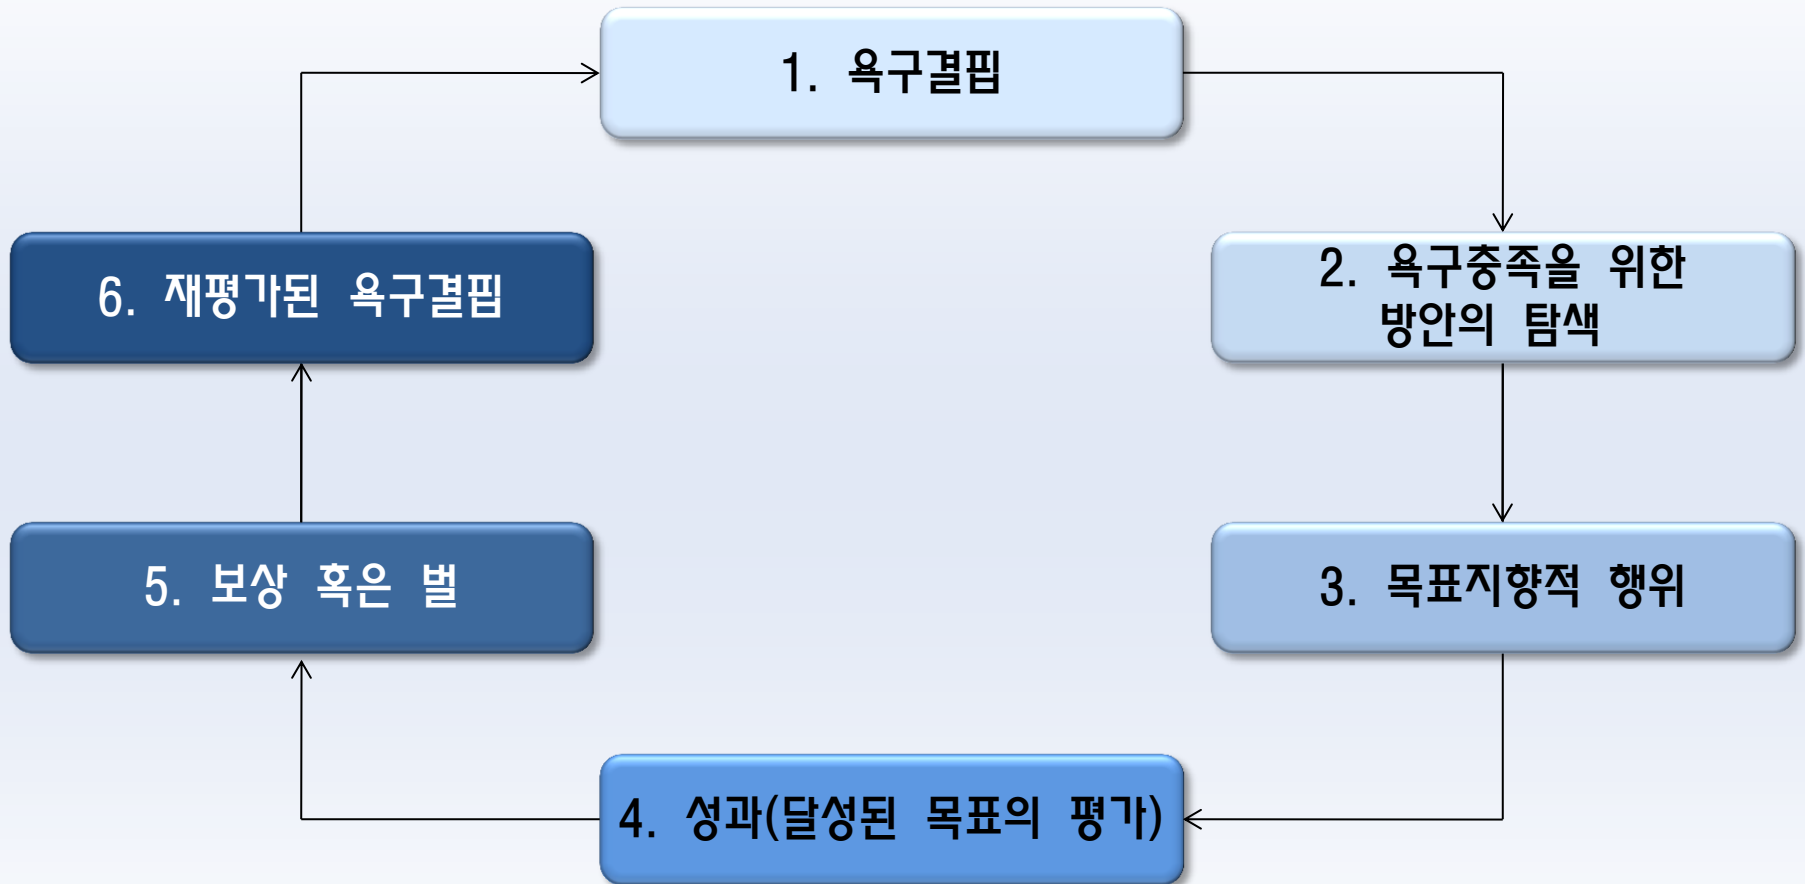 1. 욕구결핍
2. 욕구충족을 위한
방안의 탐색
3. 목표지향적 행위
4. 성과(달성된 목표의 평가)
5. 보상 혹은 벌
6. 재평가된 욕구결핍